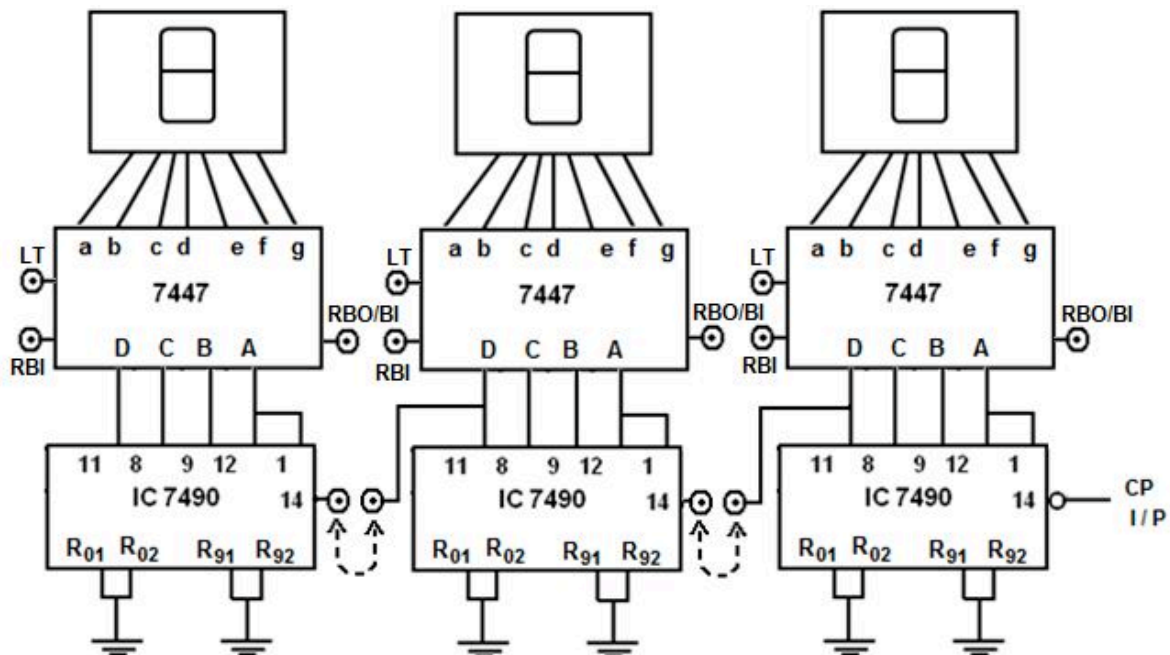 a b c d e f g
a b c d e f g
a b c d e f g
LT
LT
LT
7447
7447
7447
RBO/BI
RBO/BI
RBO/BI
RBI
RBI
RBI
D C B A
D C B A
D C B A
11 8 9 12 1
11 8 9 12 1
11 8 9 12 1
IC 7490 14
IC 7490 14
IC 7490 14
CP
I / P
R01 R02 R91 R92
R01 R02 R91 R92
R01 R02 R91 R92